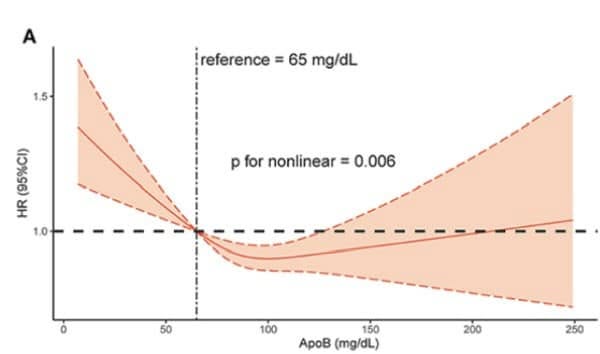 A
reference = 65 mg/dL
1.5
p for nonlinear = 0.006
HR (95%CI)
1.0
0 50 100 150 200 250
ApoB (mg/dL)